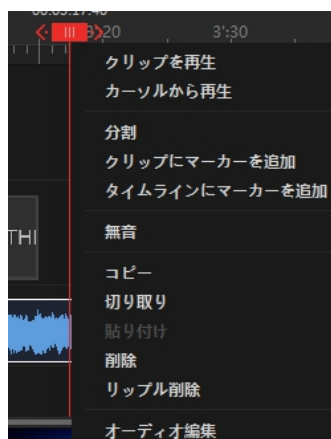 3:20
3':30
クリップを再生
カーソルから再生
分割
クリップにマーカーを追加
タイムラインにマーカーを追加
THI
無音
コピー
切り取り
貼り付け
削除
リップル削除
オーディオ編集